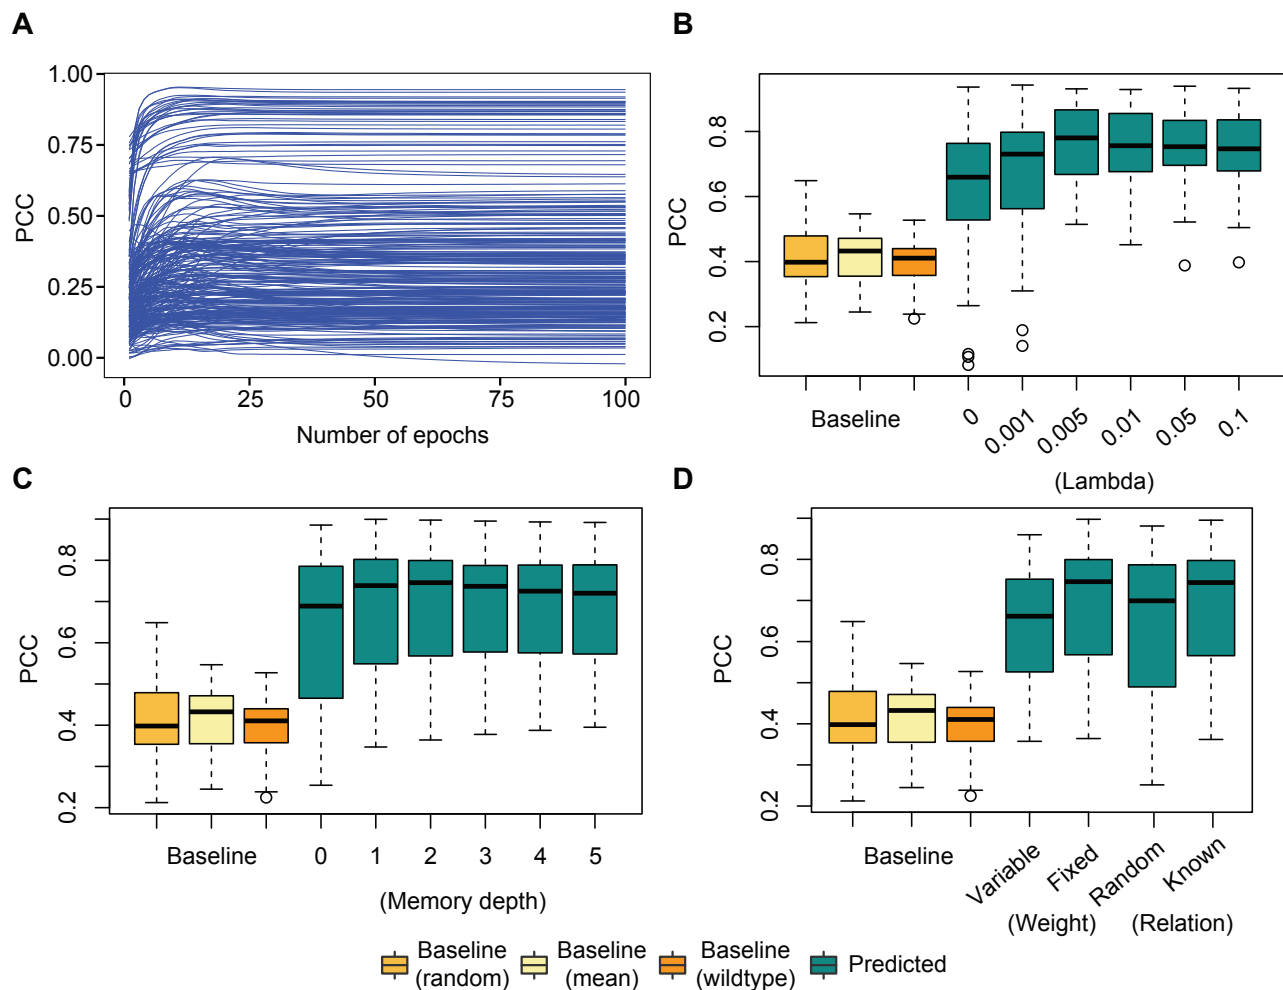 A
1.00
0.75
0.50
0.25
0.00
PCC
0
25
50
75
100
Number of epochs
B
0.8
0.6
0.4
0.2
PCC
Baseline
0
0.001
0.005
0.01
0.05
0.1
(Lambda)
C
0.8
0.6
0.4
0.2
PCC
Baseline
0
1
2
3
4
5
(Memory depth)
D
0.8
0.6
0.4
0.2
PCC
Baseline
Variable
Fixed
Random
Known
(Weight)
(Relation)
Baseline
(random)
Baseline
(mean)
Baseline
(wildtype)
Predicted